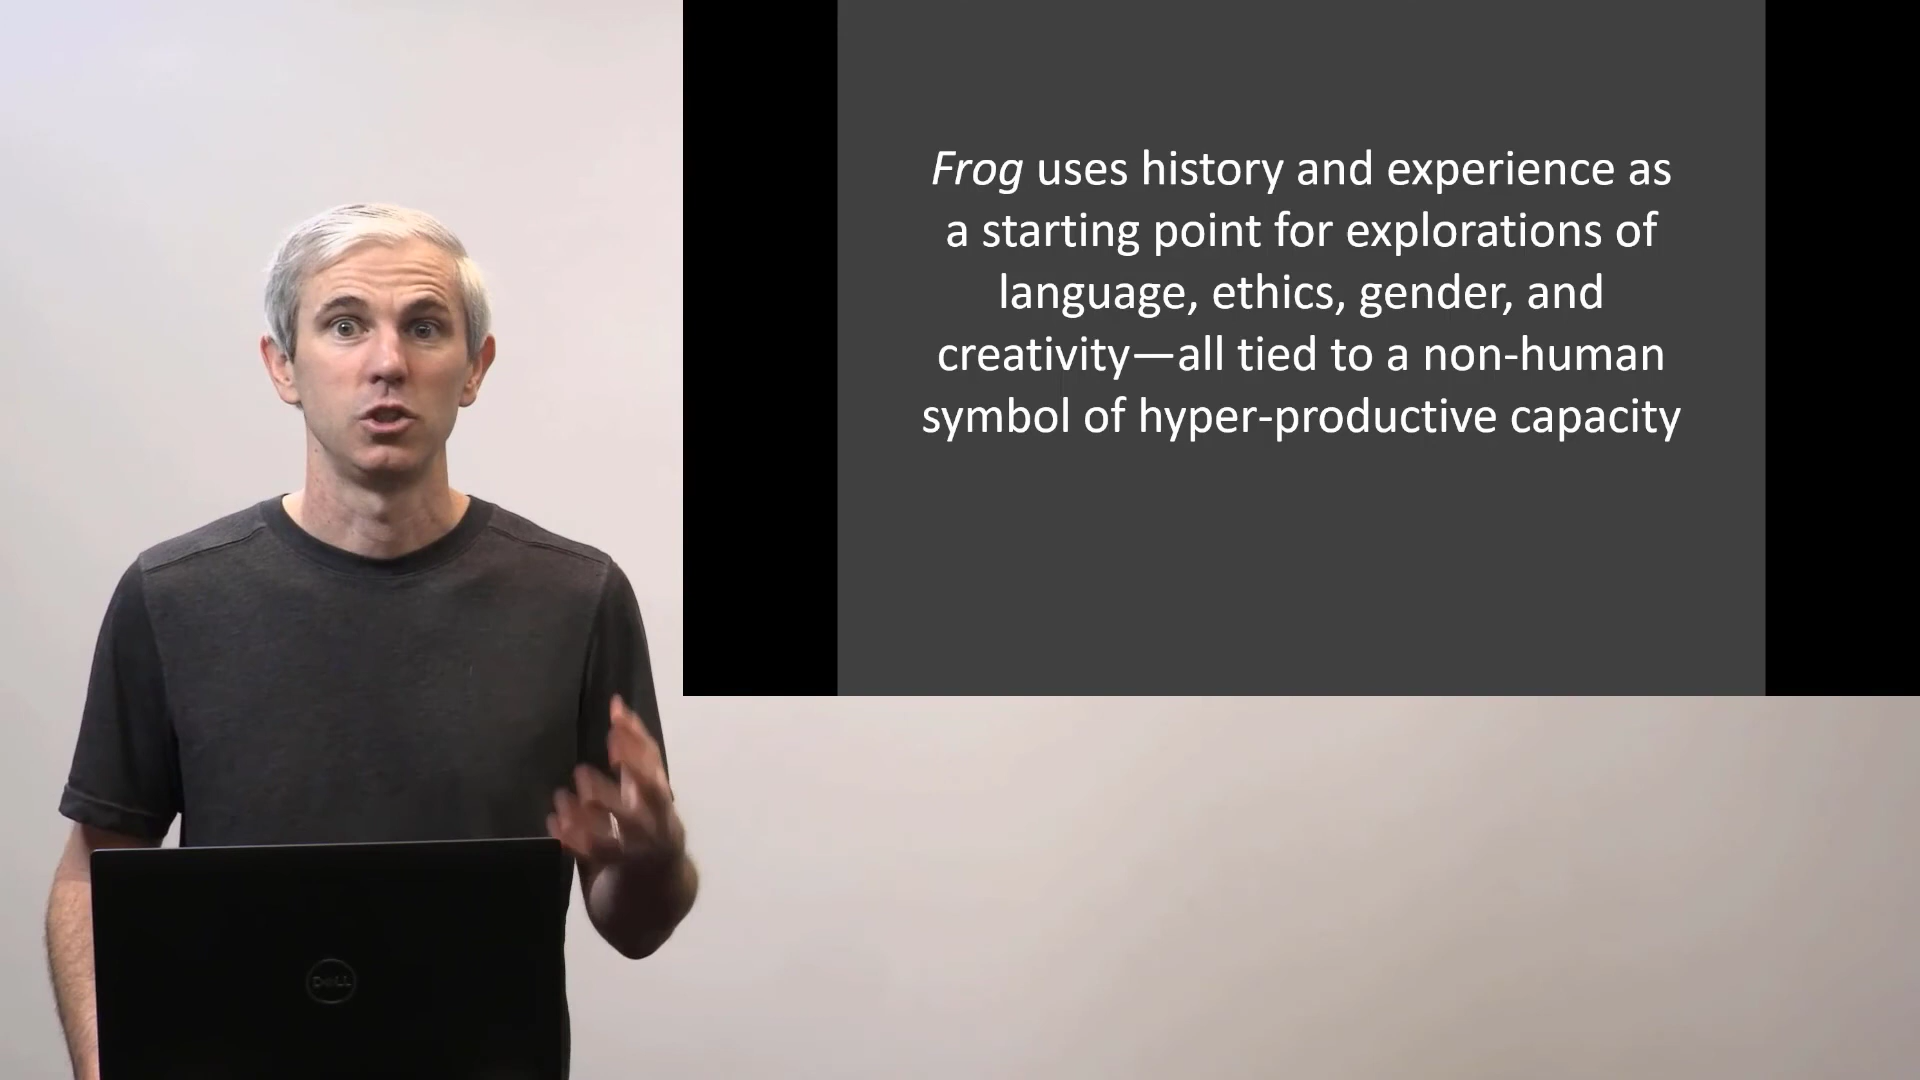 Frog uses history and experience as
a starting point for explorations of
language, ethics, gender, and
creativity—all tied to a non-human
symbol of hyper-productive capacity
DELL